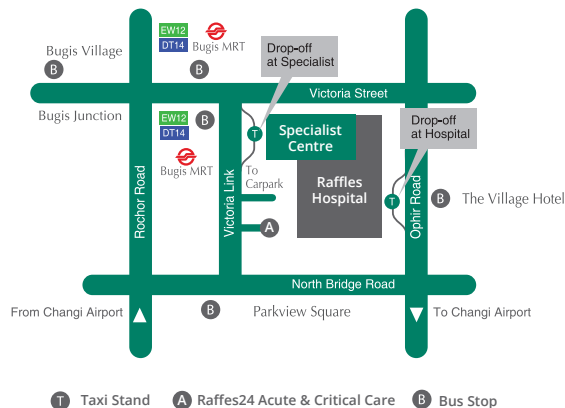 EW12
DT14
Bugis MRT
Drop-off
at Specialist
Bugis Village
B
B
Victoria Street
Bugis Junction
EW12
DT14
B
Bugis MRT
T
Specialist
Centre
Drop-off
at Hospital
To
Carpark
Raffles
Hospital
Rochor Road
Victoria Link
A
T
Ophir Road
B
The Village Hotel
North Bridge Road
From Changi Airport
B
Parkview Square
To Changi Airport
T Taxi Stand
A Raffes24 Acute & Critical Care
B Bus Stop